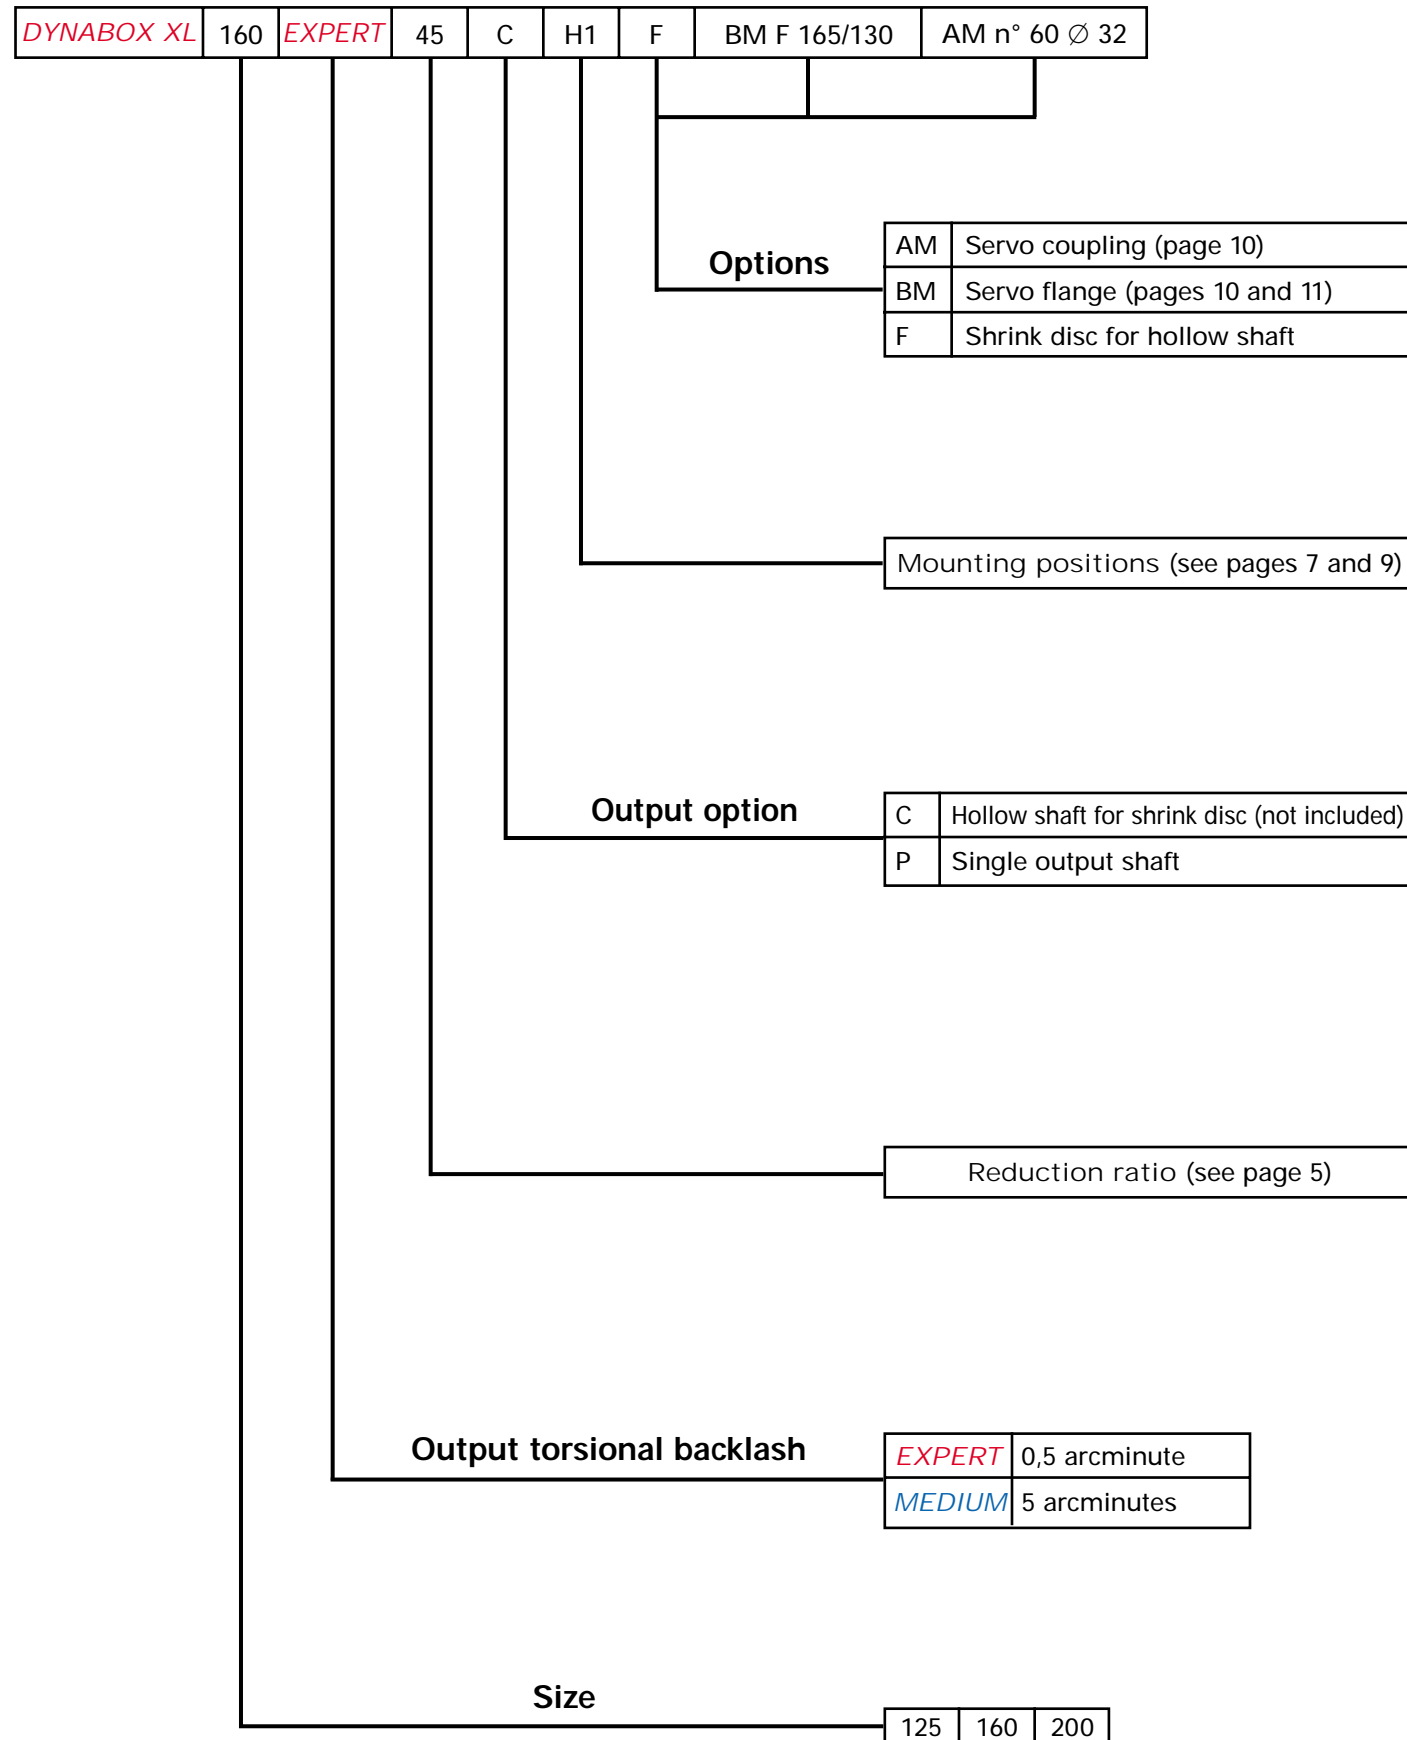 DYNABOX XL 160 EXPERT 45 C H1 F BM F 165/130 AM n° 60 ∅ 32
Options
AM Servo coupling (page 10)
BM Servo flange (pages 10 and 11)
F Shrink disc for hollow shaft
Mounting positions (see pages 7 and 9)
Output option
C Hollow shaft for shrink disc (not included)
P Single output shaft
Reduction ratio (see page 5)
Output torsional backlash
EXPERT 0,5 arcminute
MEDIUM 5 arcminutes
Size
125 160 200